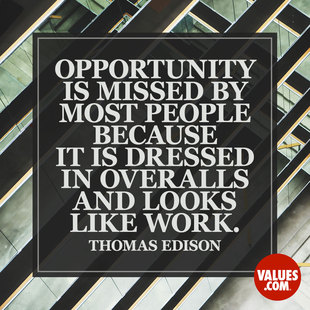 OPPORTUNITY
IS MISSED BY
MOST PEOPLE
BECAUSE
IT IS DRESSED
IN OVERALLS
AND LOOKS
LIKE WORK.
THOMAS EDISON
VALUES
.COM®